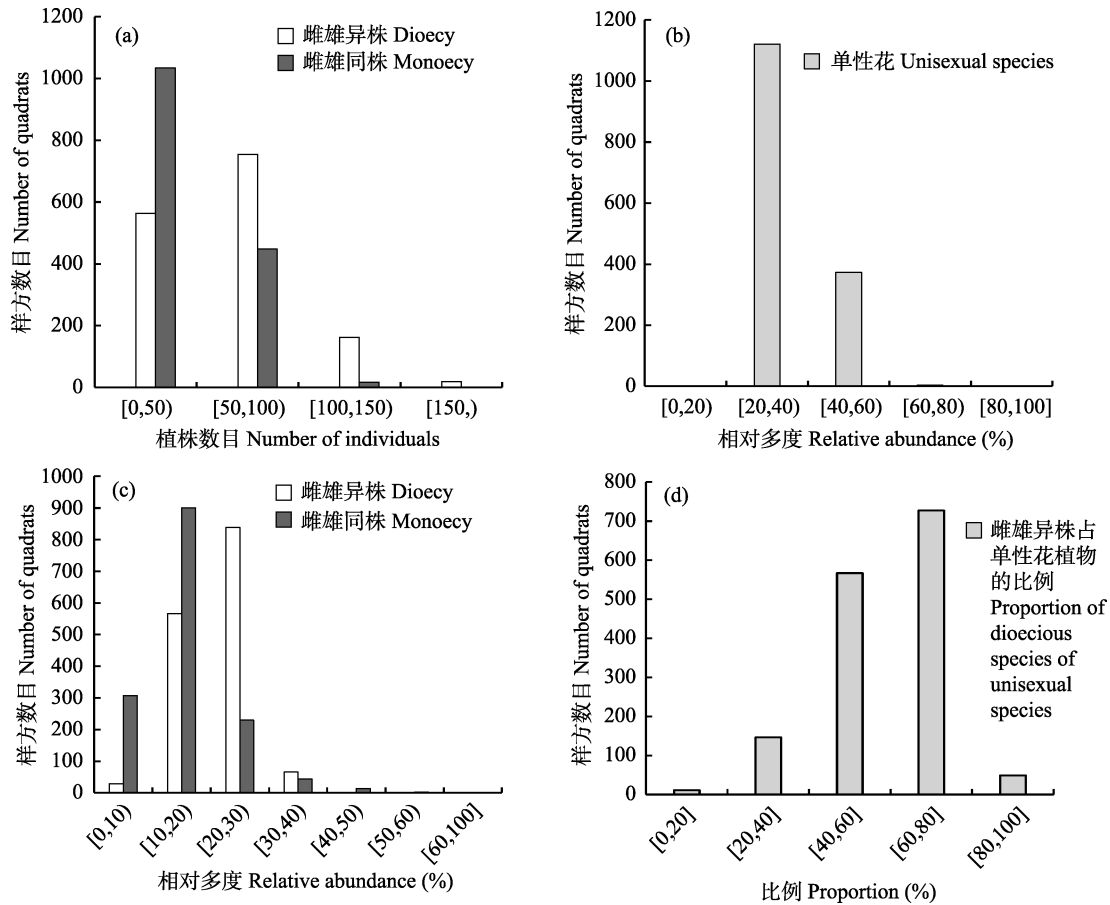 (a)
雌雄异株 Dioecy
雌雄同株 Monoecy
样方数目 Number of quadrats
1200
1000
800
600
400
200
0
[0,50) [50,100) [100,150) [150,)
植株数目 Number of individuals
(b)
单性花 Unisexual species
样方数目 Number of quadrats
1200
1000
800
600
400
200
0
[0,20) [20,40) [40,60) [60,80) [80,100]
相对多度 Relative abundance (%)
(c)
雌雄异株 Dioecy
雌雄同株 Monoecy
样方数目 Number of quadrats
1000
900
800
700
600
500
400
300
200
100
0
[0,10) [10,20) [20,30) [30,40) [40,50) [50,60) [60,100]
相对多度 Relative abundance (%)
(d)
雌雄异株占
单性花植物
的比例
Proportion of
dioecious
species of
unisexual
species
样方数目 Number of quadrats
800
700
600
500
400
300
200
100
0
[0,20] [20,40] [40,60] [60,80] [80,100]
比例 Proportion (%)